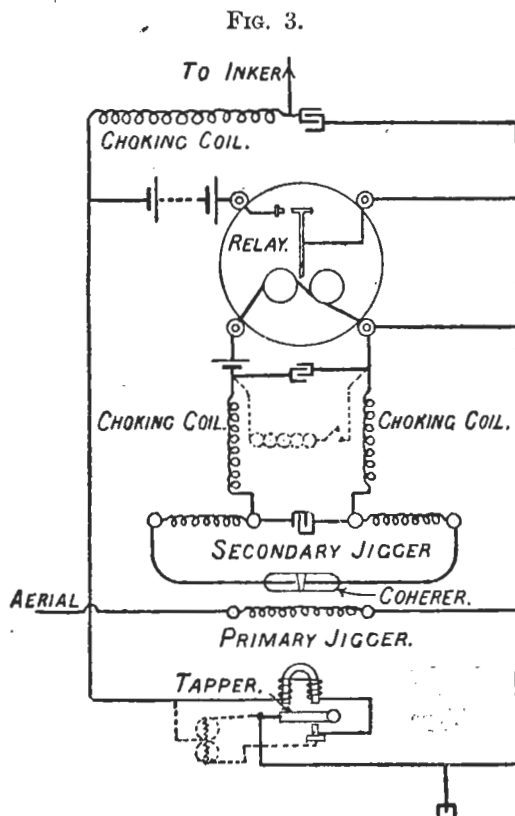 FIG. 3.
TO INKER
CHOKING COIL.
RELAY.
CHOKING COIL. CHOKING COIL.
SECONDARY JIGGER
COHERER.
AERIAL
PRIMARY JIGGER.
TAPPER.